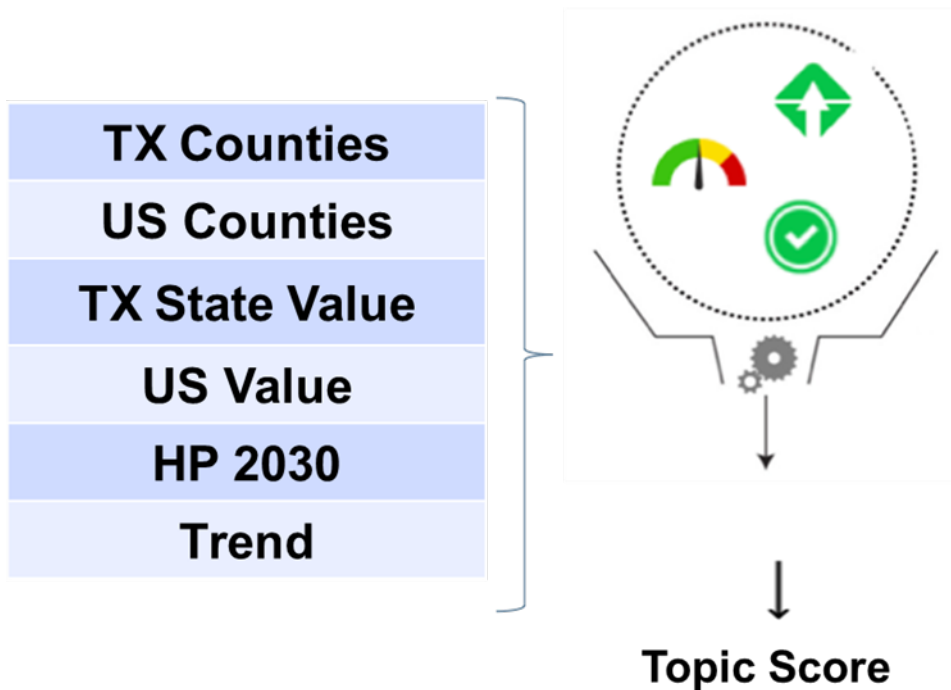 TX Counties
US Counties
TX State Value
US Value
HP 2030
Trend
Topic Score